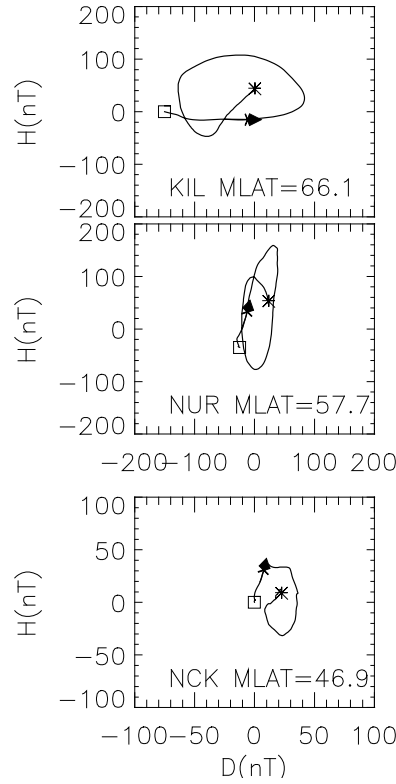 200
100
0
−100
−200
H(nT)
KIL MLAT=66.1
200
100
0
−100
−200
H(nT)
NUR MLAT=57.7
−200 −100 0 100 200
100
50
0
−50
−100
H(nT)
NCK MLAT=46.9
−100 −50 0 50 100
D(nT)